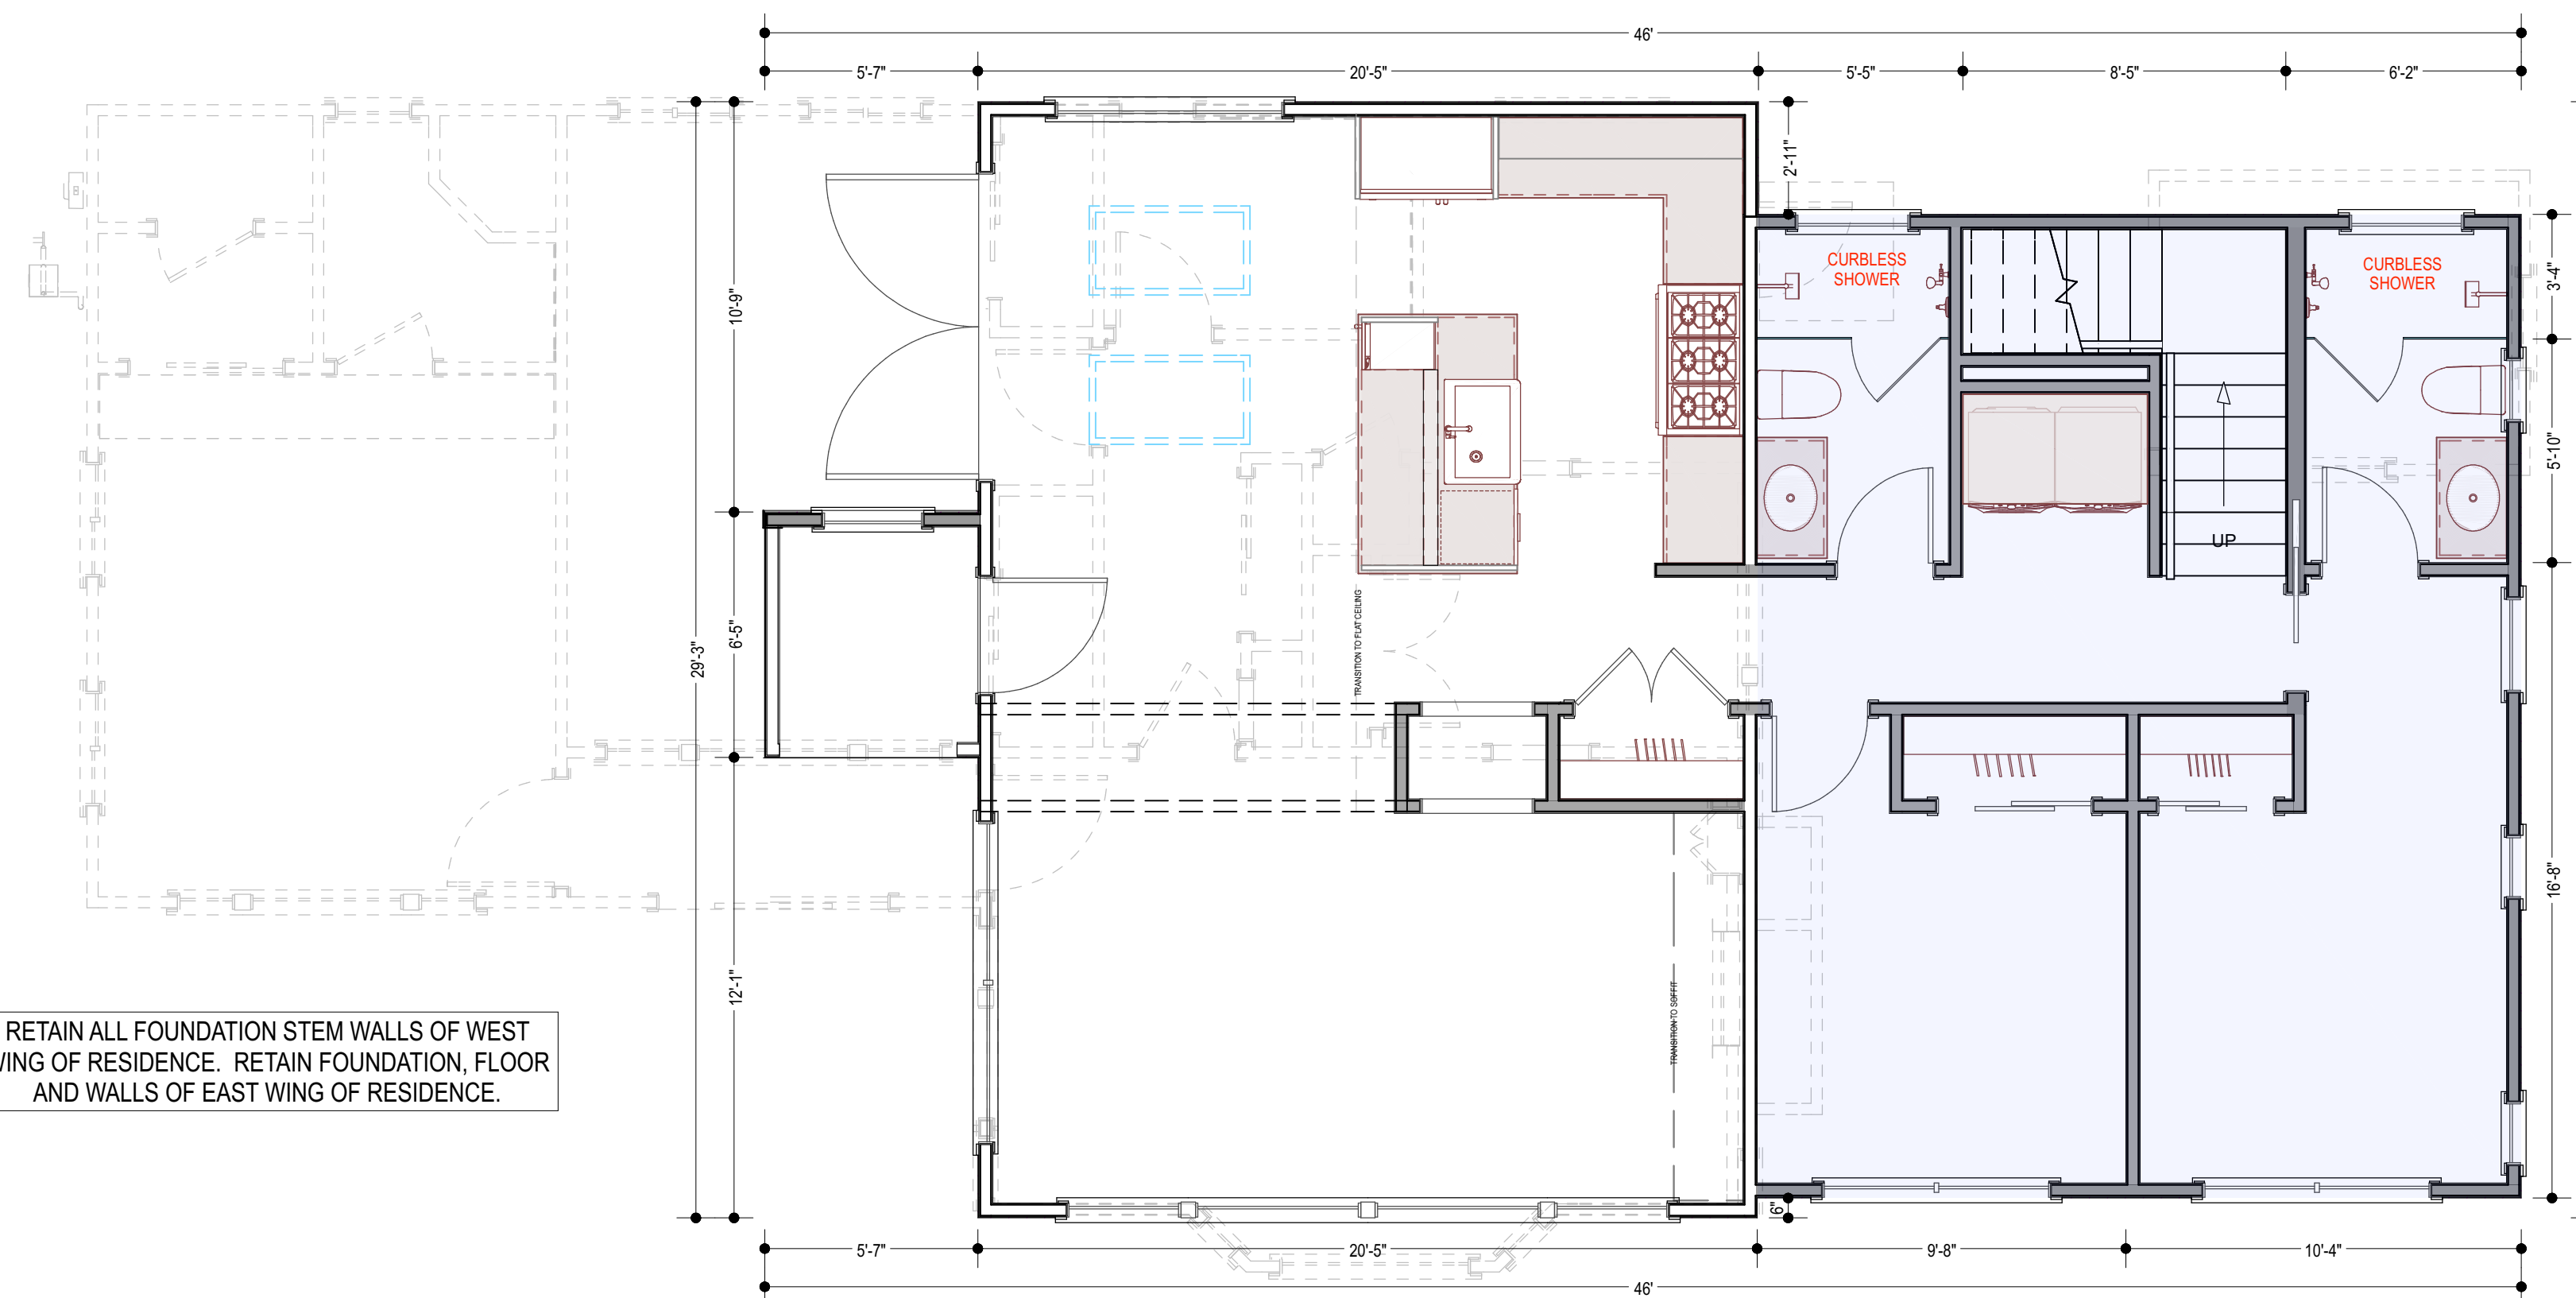 46'
5'-7"
20'-5"
5'-5"
8'-5"
6'-2"
2'-11"
CURBLESS
SHOWER
CURBLESS
SHOWER
3'-4"
10'-9"
5'-10"
UP
TRANSITION TO FLAT CEILING
6'-5"
29'-3"
16'-8"
12'-1"
TRANSITION TO SOFFIT
RETAIN ALL FOUNDATION STEM WALLS OF WEST
WING OF RESIDENCE. RETAIN FOUNDATION, FLOOR
AND WALLS OF EAST WING OF RESIDENCE.
6"
5'-7"
20'-5"
9'-8"
10'-4"
46'